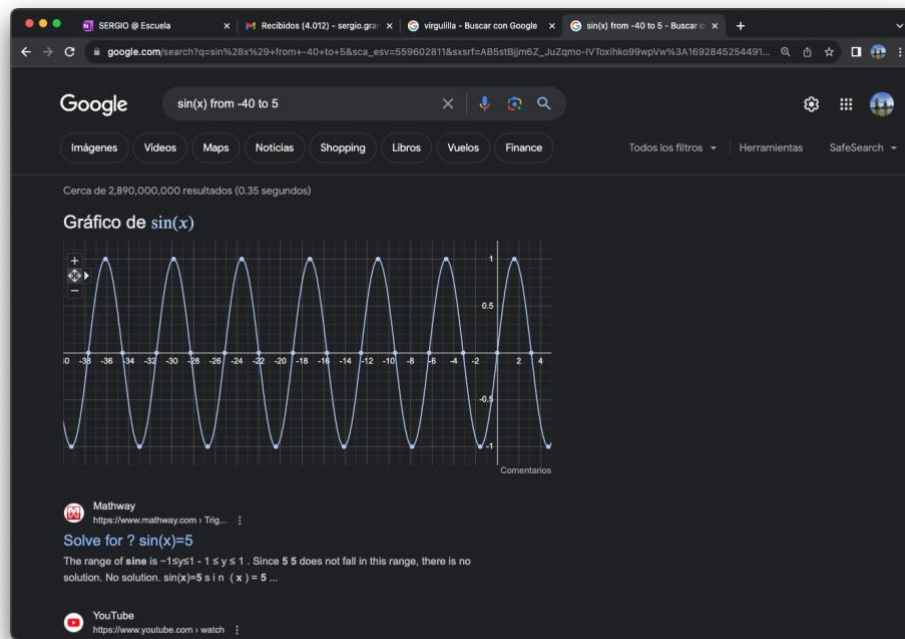 SERGIO @ Escuela
Recibidos (4.012) - sergio.gra
virgulilla - Buscar con Google
sin(x) from -40 to 5 - Buscar c
google.com/search?q=sin%28x%29+from+-40+to+5&sca_esv=559602811&sxsrf=AB5stBjjm6Z_JuZqmo-IVToxihko99wpVw%3A1692845254491...
Google
sin(x) from -40 to 5
Imágenes
Videos
Maps
Noticias
Shopping
Libros
Vuelos
Finance
Todos los filtros
Herramientas
SafeSearch
Cerca de 2,890,000,000 resultados (0.35 segundos)
Gráfico de sin(x)
1
0.5
0 -38 -36 -34 -32 -30 -28 -26 -24 -22 -20 -18 -16 -14 -12 -10 -8 -6 -4 -2 2 4
-0.5
-1
Comentarios
Mathway
https://www.mathway.com › Trig...
Solve for ? sin(x)=5
The range of sine is −1≤y≤1 - 1 ≤ y ≤ 1 . Since 5 5 does not fall in this range, there is no
solution. No solution. sin(x)=5 s i n ( x ) = 5 ...
YouTube
https://www.youtube.com › watch